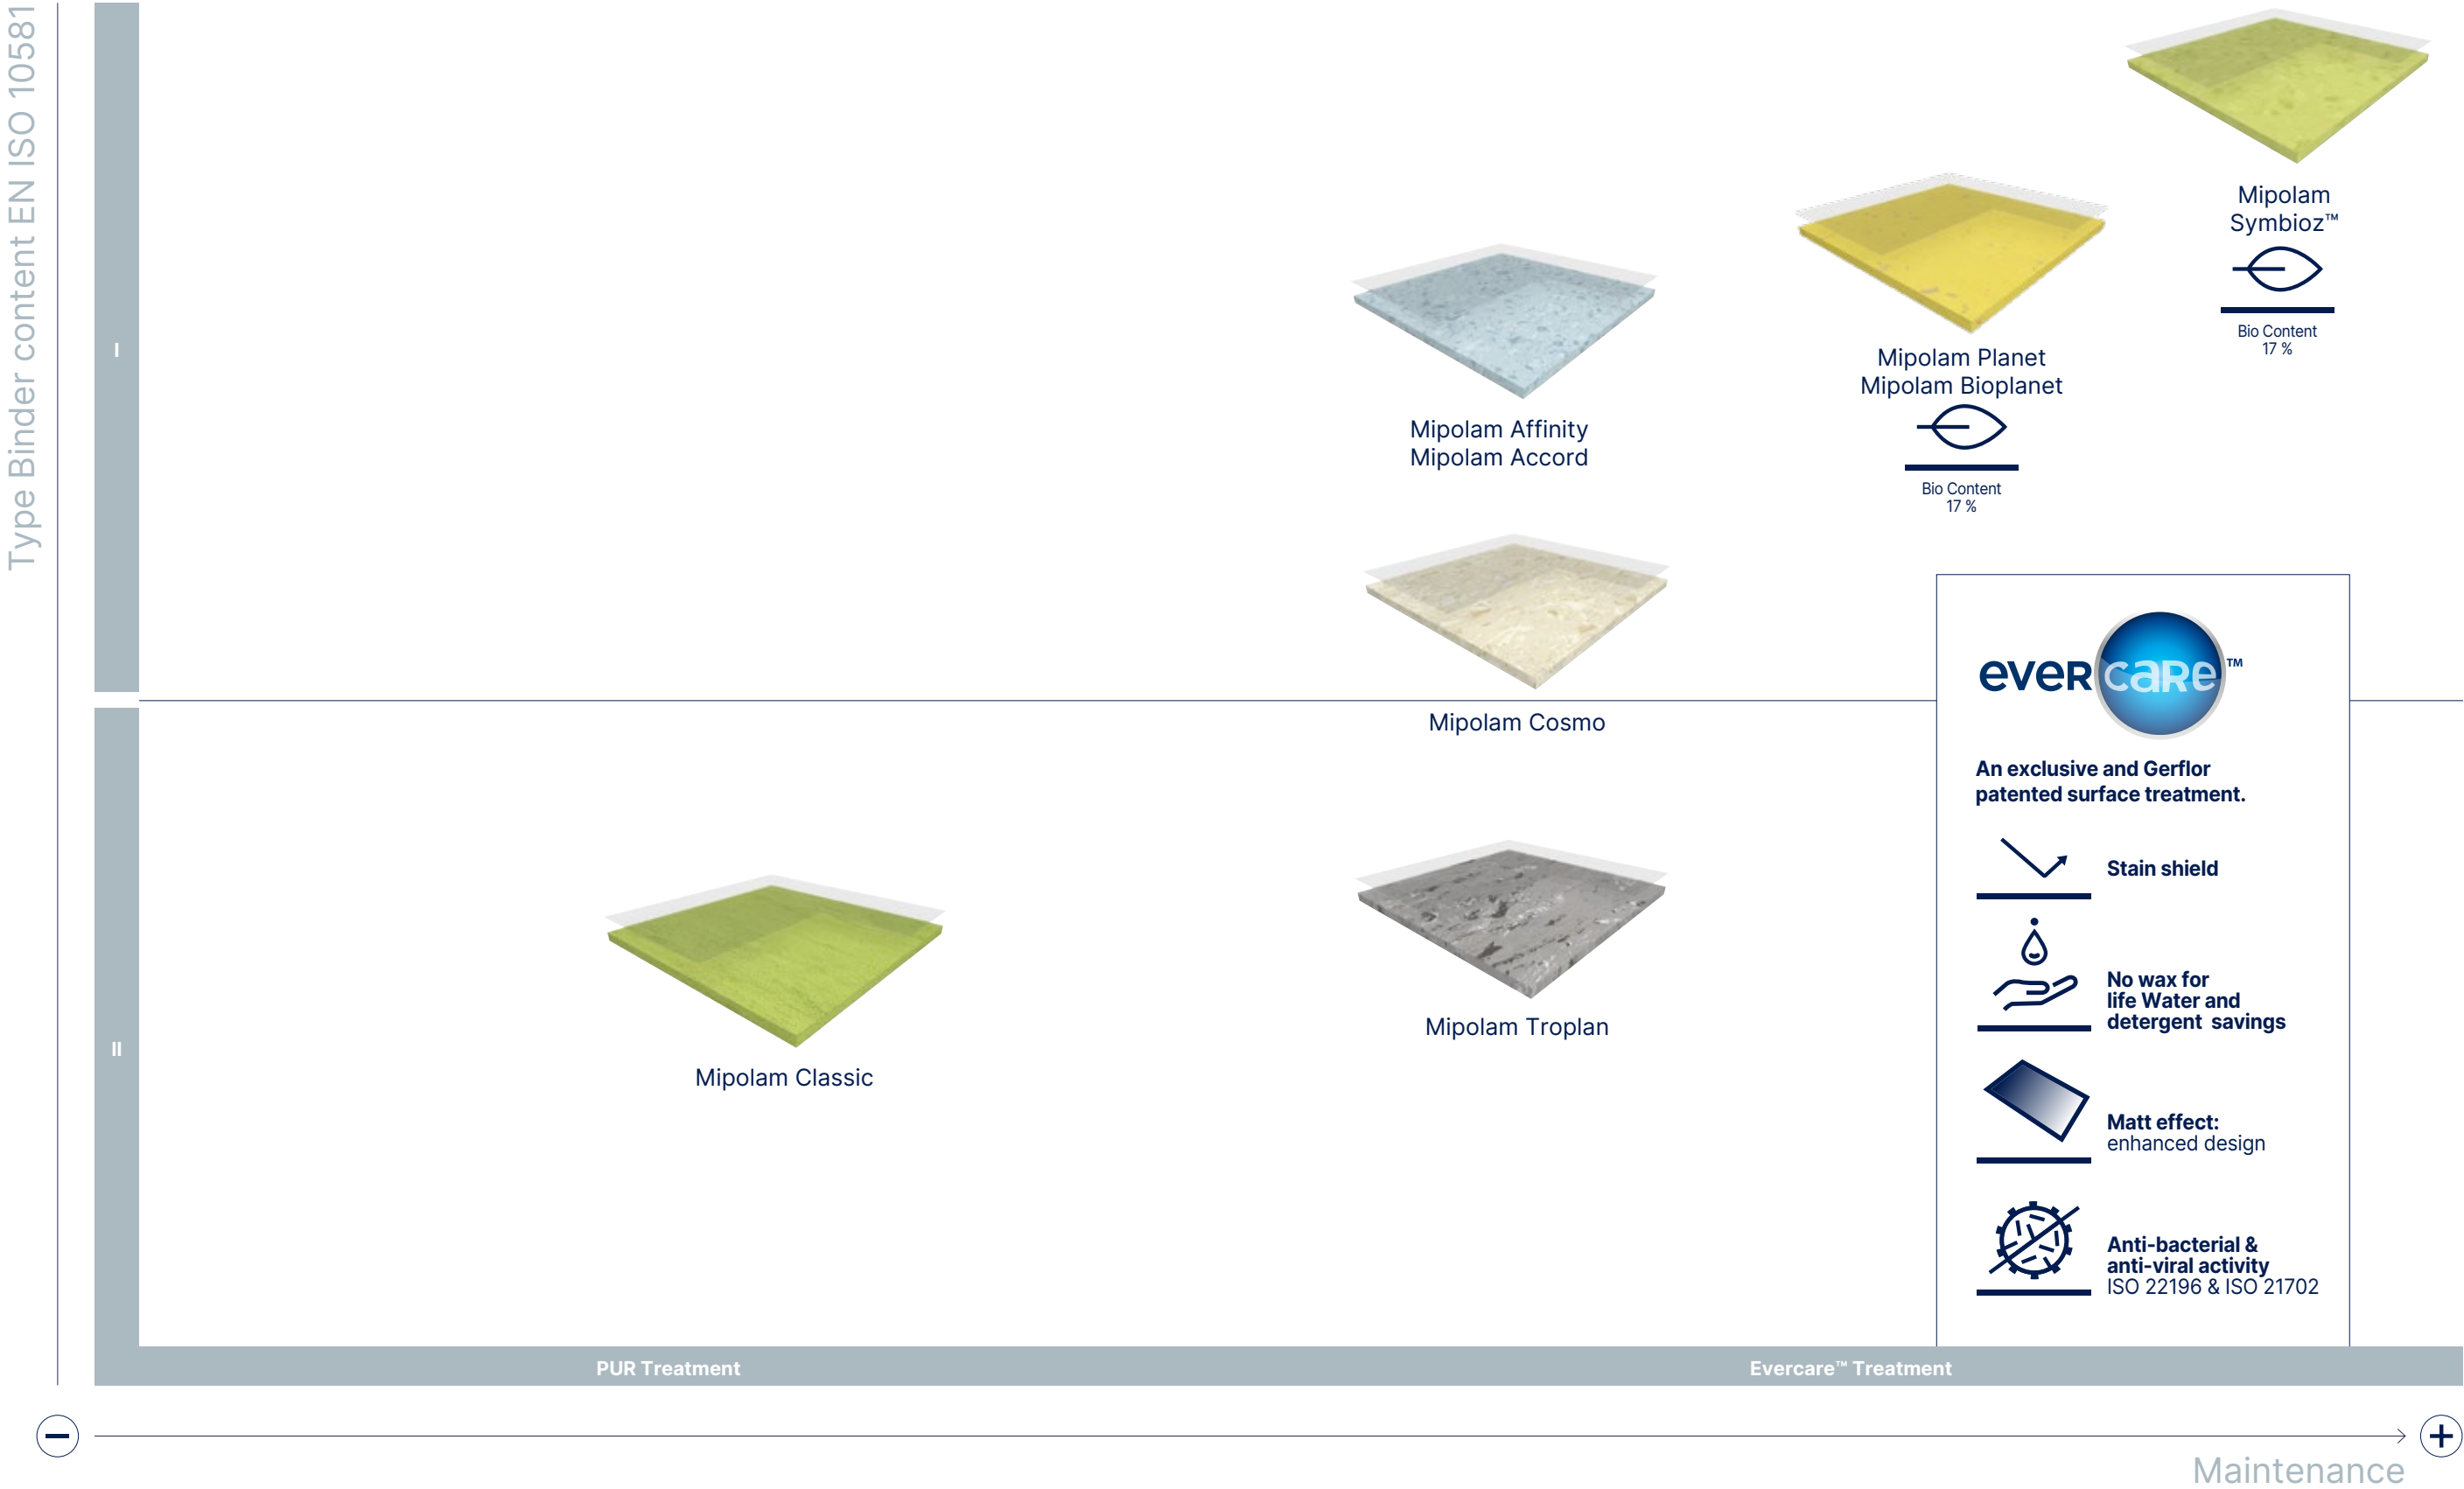 Type Binder content EN ISO 10581
I
II
Mipolam
Symbioz™
Bio Content
17 %
Mipolam Planet
Mipolam Bioplanet
Bio Content
17 %
Mipolam Affinity
Mipolam Accord
Mipolam Cosmo
Mipolam Classic
Mipolam Troplan
evercare™
An exclusive and Gerflor
patented surface treatment.
Stain shield
No wax for
life Water and
detergent savings
Matt effect:
enhanced design
Anti-bacterial &
anti-viral activity
ISO 22196 & ISO 21702
PUR Treatment
Evercare™ Treatment
Maintenance